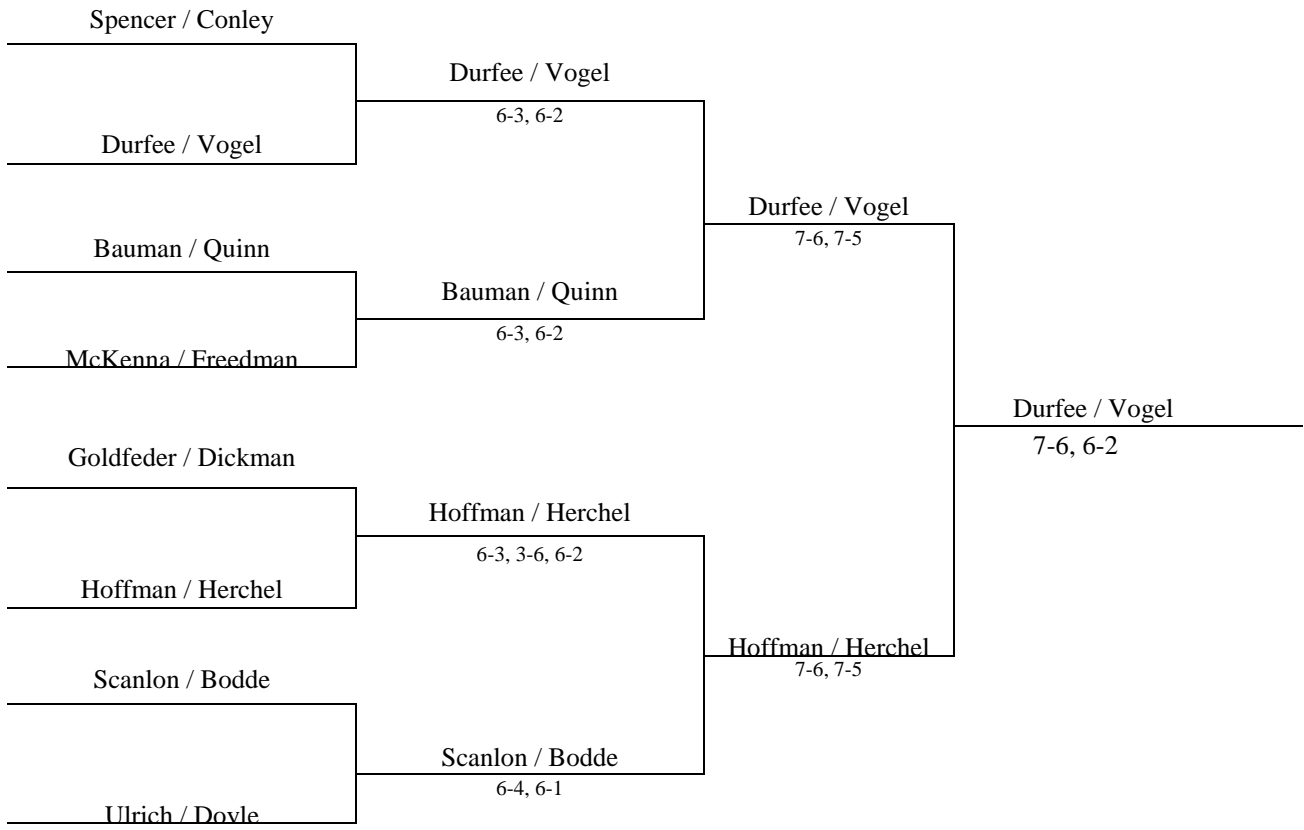 Spencer / Conley
Durfee / Vogel
6-3, 6-2
Durfee / Vogel
Durfee / Vogel
7-6, 7-5
Bauman / Quinn
Bauman / Quinn
6-3, 6-2
McKenna / Freedman
Durfee / Vogel
7-6, 6-2
Goldfeder / Dickman
Hoffman / Herchel
6-3, 3-6, 6-2
Hoffman / Herchel
Hoffman / Herchel
7-6, 7-5
Scanlon / Bodde
Scanlon / Bodde
6-4, 6-1
Ulrich / Doyle